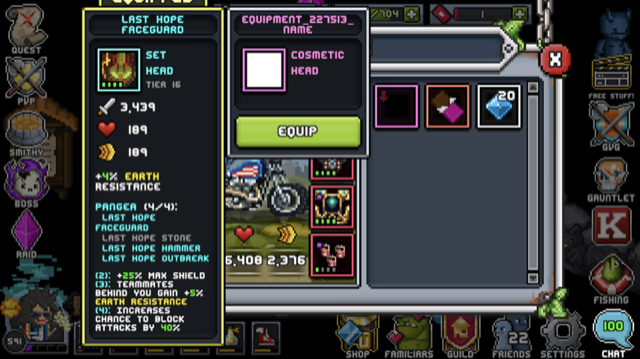 EQUIPPED
LAST HOPE
FACEGUARD
SET
HEAD
TIER 16
3,439
189
189
+4% EARTH
RESISTANCE
PANGER (4/4):
LAST HOPE
FACEGUARD
LAST HOPE STONE
LAST HOPE HAMMER
LAST HOPE OUTBREAK
(2): +25% MAX SHIELD
(3): TEAMMATES
BEHIND YOU GAIN +5%
EARTH RESISTANCE
(4): INCREASES
CHANCE TO BLOCK
ATTACKS BY 40%
EQUIPMENT_227513_
NAME
COSMETIC
HEAD
EQUIP
1
X
20
6,408 2,376
QUEST
PVP
SMITHY
BOSS
RAID
591
FREE STUFF!
GVG
GAUNTLET
K
FISHING
SHOP
FAMILIARS
GUILD
22
FRIENDS
SETTINGS
100
CHAT